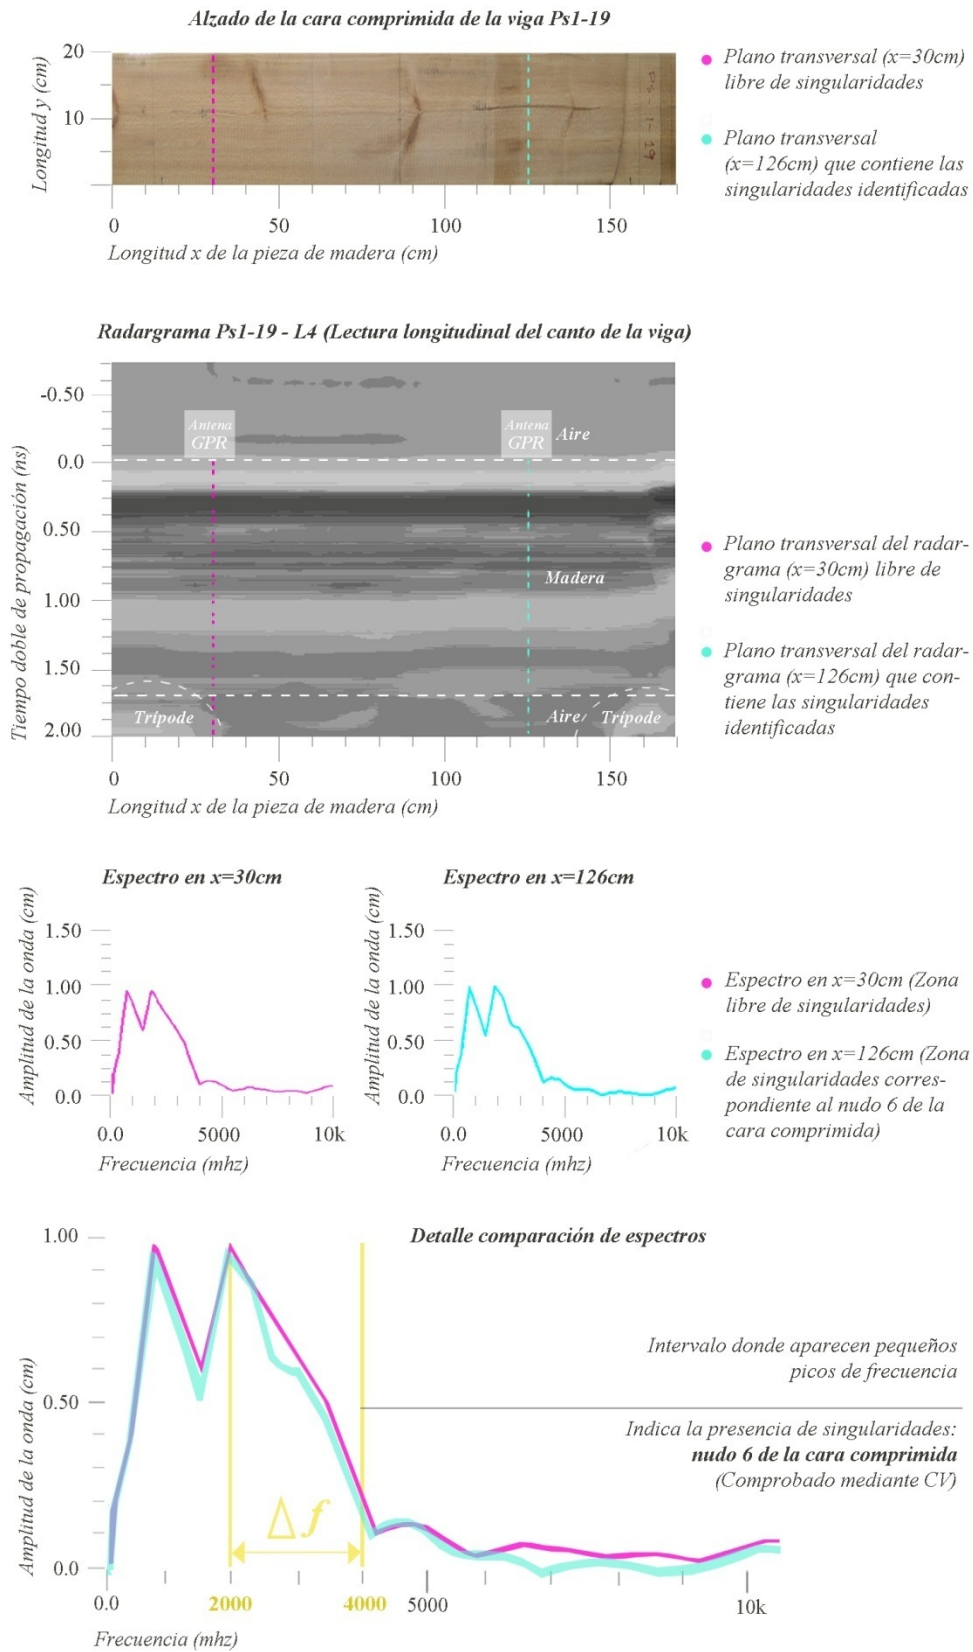 Alzado de la cara comprimida de la viga Ps1-19
Longitud y (cm)
20
10
Ps-1-19
0
50
100
150
Longitud x de la pieza de madera (cm)
Plano transversal (x=30cm)
libre de singularidades
Plano transversal
(x=126cm) que contiene las
singularidades identificadas
Radargrama Ps1-19 - L4 (Lectura longitudinal del canto de la viga)
Tiempo doble de propagación (ns)
-0.50
0.0
0.50
1.00
1.50
2.00
Antena
GPR
Antena
GPR
Aire
Madera
Trípode
Aire
Trípode
0
50
100
150
Longitud x de la pieza de madera (cm)
Plano transversal del radar-
grama (x=30cm) libre de
singularidades
Plano transversal del radar-
grama (x=126cm) que con-
tiene las singularidades
identificadas
Espectro en x=30cm
Amplitud de la onda (cm)
1.50
1.00
0.50
0.0
0.0
5000
10k
Frecuencia (mhz)
Espectro en x=126cm
Amplitud de la onda (cm)
1.50
1.00
0.50
0.0
0.0
5000
10k
Frecuencia (mhz)
Espectro en x=30cm (Zona
libre de singularidades)
Espectro en x=126cm (Zona
de singularidades corres-
pondiente al nudo 6 de la
cara comprimida)
Detalle comparación de espectros
Amplitud de la onda (cm)
1.00
0.50
0.0
Δf
Intervalo donde aparecen pequeños
picos de frecuencia
Indica la presencia de singularidades:
nudo 6 de la cara comprimida
(Comprobado mediante CV)
0.0
2000
4000
5000
10k
Frecuencia (mhz)